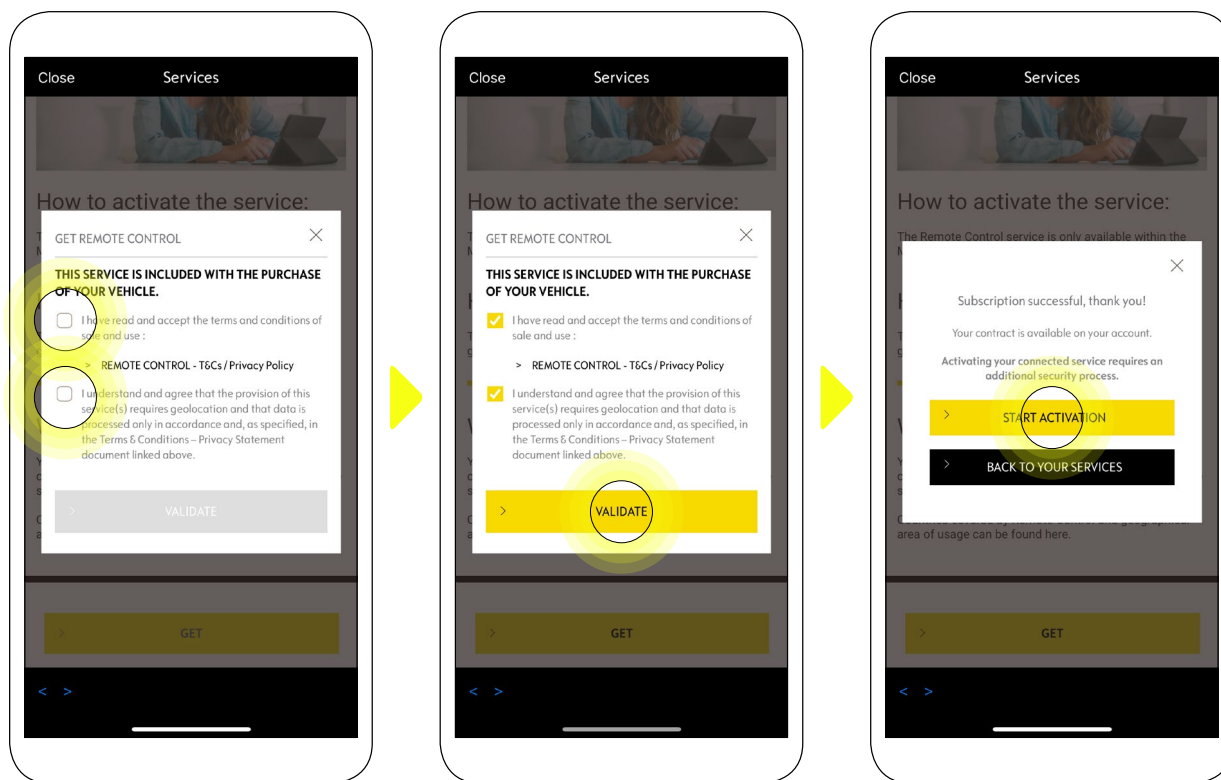 Close Services
How to activate the service:
GET REMOTE CONTROL
THIS SERVICE IS INCLUDED WITH THE PURCHASE
OF YOUR VEHICLE.
I have read and accept the terms and conditions of
sale and use :
> REMOTE CONTROL - T&Cs / Privacy Policy
I understand and agree that the provision of this
service(s) requires geolocation and that data is
processed only in accordance and, as specified, in
the Terms & Conditions – Privacy Statement
document linked above.
> VALIDATE
> GET
< >
Close Services
How to activate the service:
GET REMOTE CONTROL
THIS SERVICE IS INCLUDED WITH THE PURCHASE
OF YOUR VEHICLE.
I have read and accept the terms and conditions of
sale and use :
> REMOTE CONTROL - T&Cs / Privacy Policy
I understand and agree that the provision of this
service(s) requires geolocation and that data is
processed only in accordance and, as specified, in
the Terms & Conditions – Privacy Statement
document linked above.
> VALIDATE
> GET
< >
Close Services
How to activate the service:
The Remote Control service is only available within the
Subscription successful, thank you!
Your contract is available on your account.
Activating your connected service requires an
additional security process.
> START ACTIVATION
> BACK TO YOUR SERVICES
area of usage can be found here.
> GET
< >